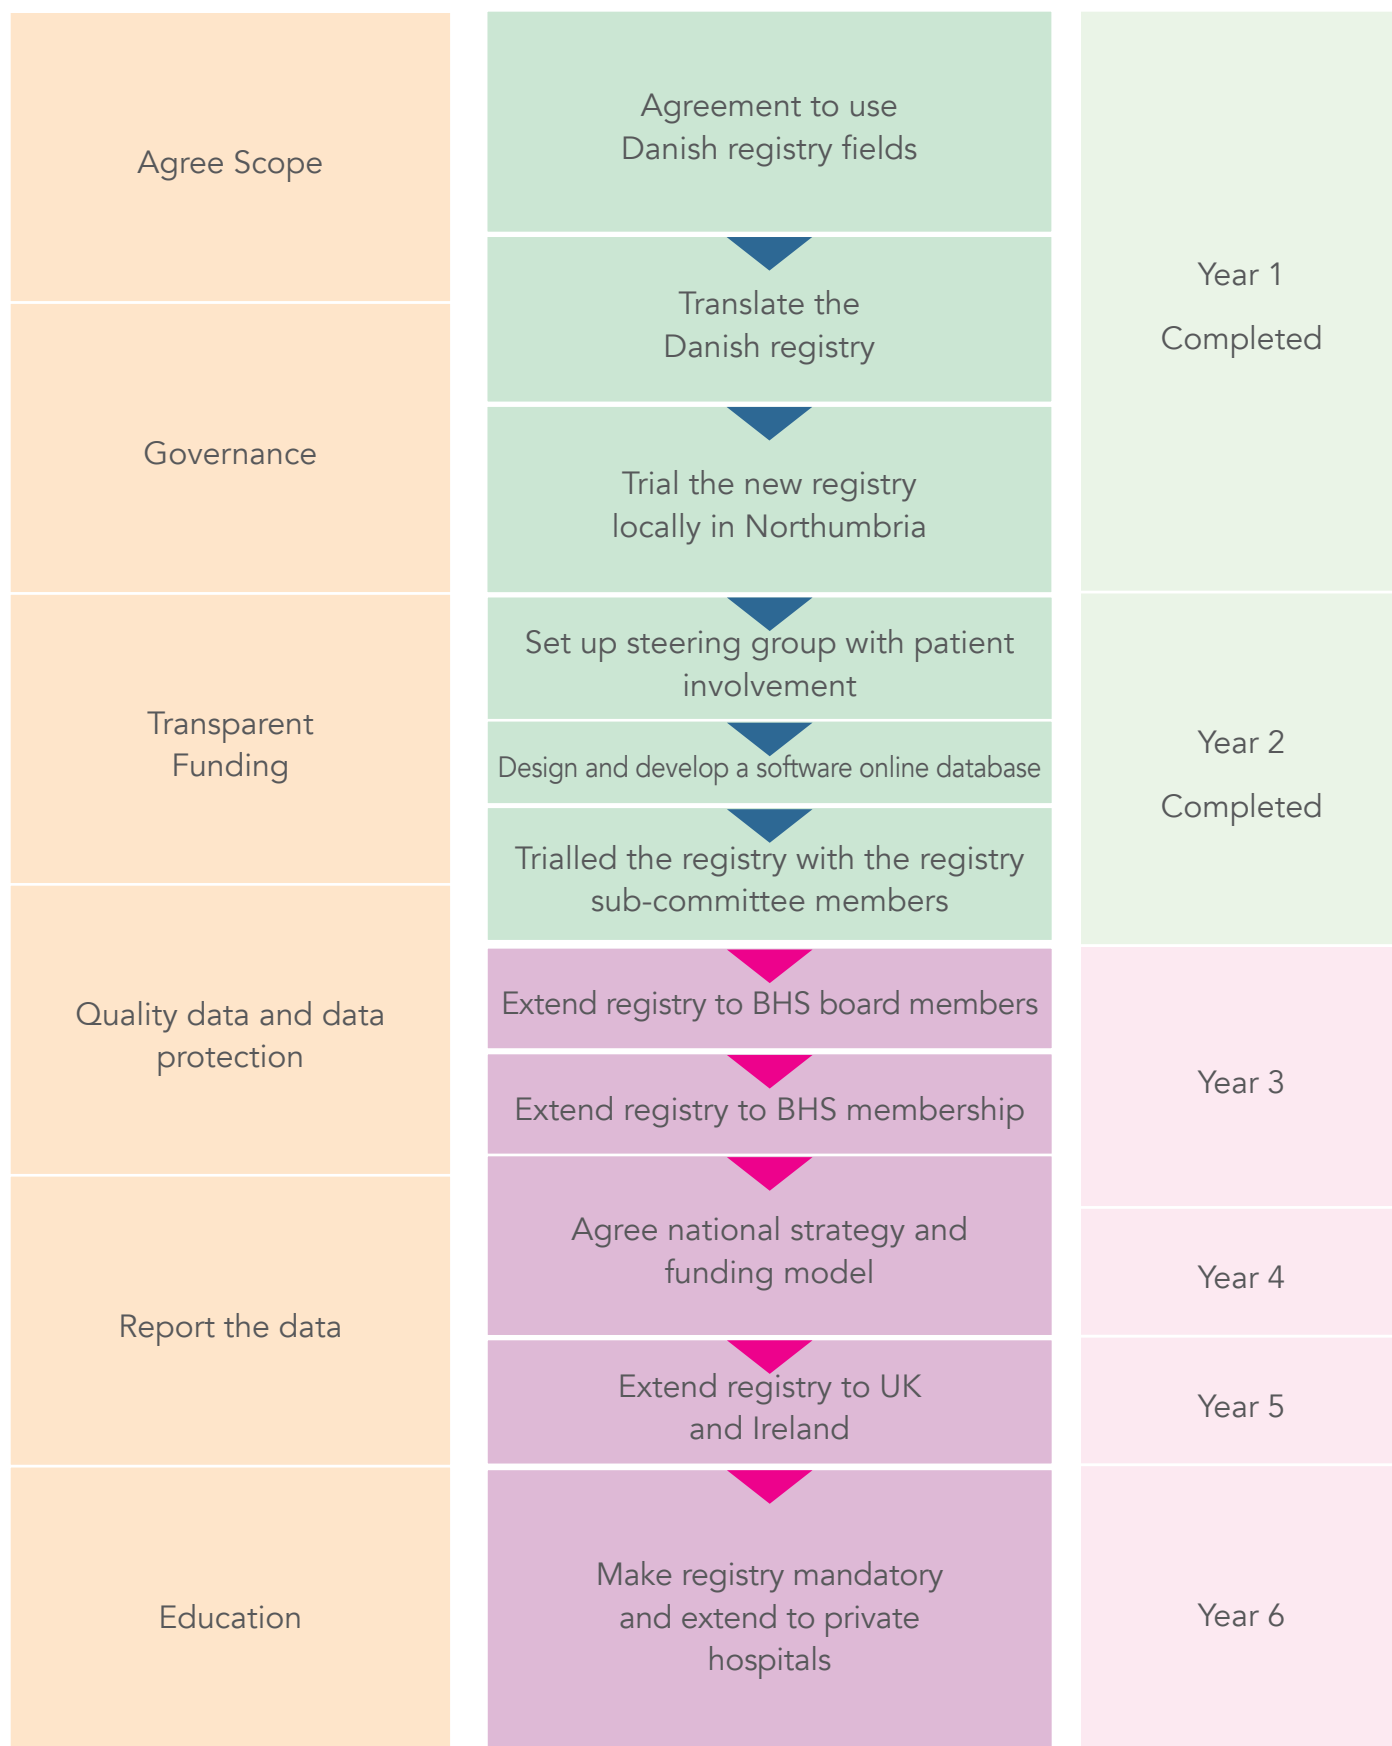 Agree Scope
Governance
Transparent
Funding
Quality data and data
protection
Report the data
Education
Agreement to use
Danish registry fields
Translate the
Danish registry
Trial the new registry
locally in Northumbria
Set up steering group with patient
involvement
Design and develop a software online database
Trialled the registry with the registry
sub-committee members
Extend registry to BHS board members
Extend registry to BHS membership
Agree national strategy and
funding model
Extend registry to UK
and Ireland
Make registry mandatory
and extend to private
hospitals
Year 1
Completed
Year 2
Completed
Year 3
Year 4
Year 5
Year 6